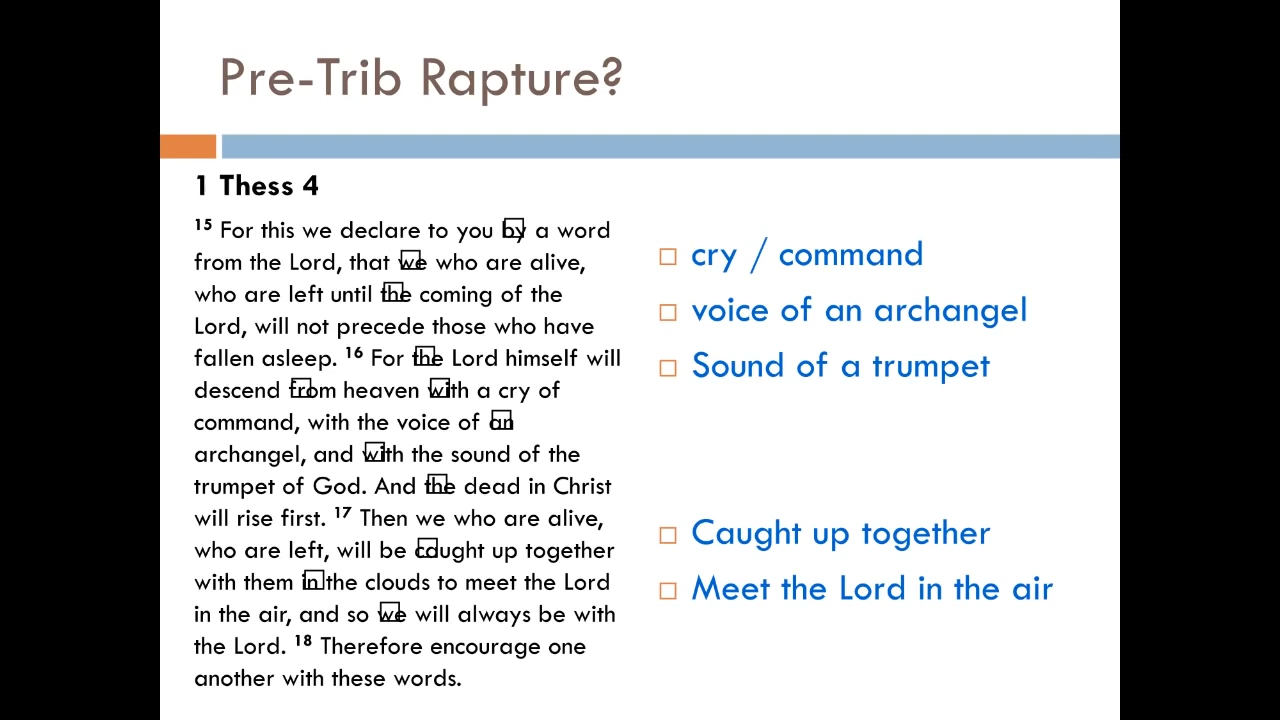 Pre-Trib Rapture?
1 Thess 4
15 For this we declare to you by a word
from the Lord, that we who are alive,
who are left until the coming of the
Lord, will not precede those who have
fallen asleep. 16 For the Lord himself will
descend from heaven with a cry of
command, with the voice of an
archangel, and with the sound of the
trumpet of God. And the dead in Christ
will rise first. 17 Then we who are alive,
who are left, will be caught up together
with them in the clouds to meet the Lord
in the air, and so we will always be with
the Lord. 18 Therefore encourage one
another with these words.
cry / command
voice of an archangel
Sound of a trumpet
Caught up together
Meet the Lord in the air